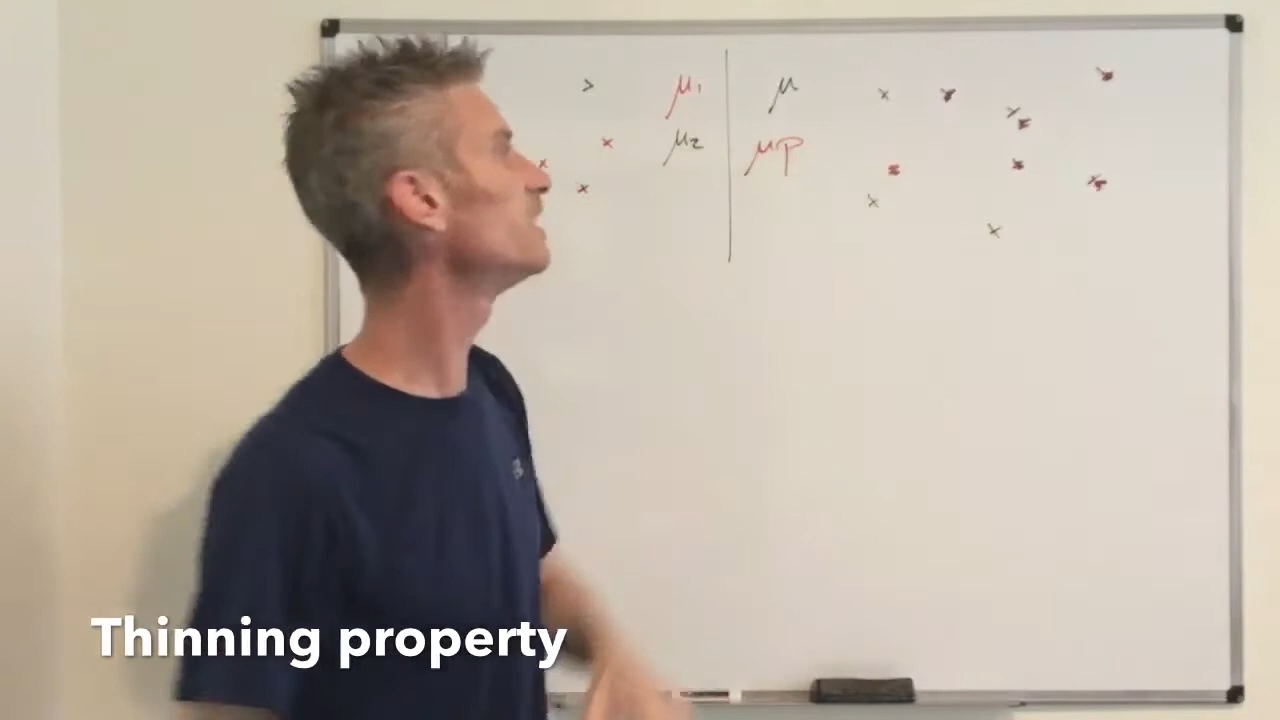 μ₁
μ₂
μ
μp
Thinning property